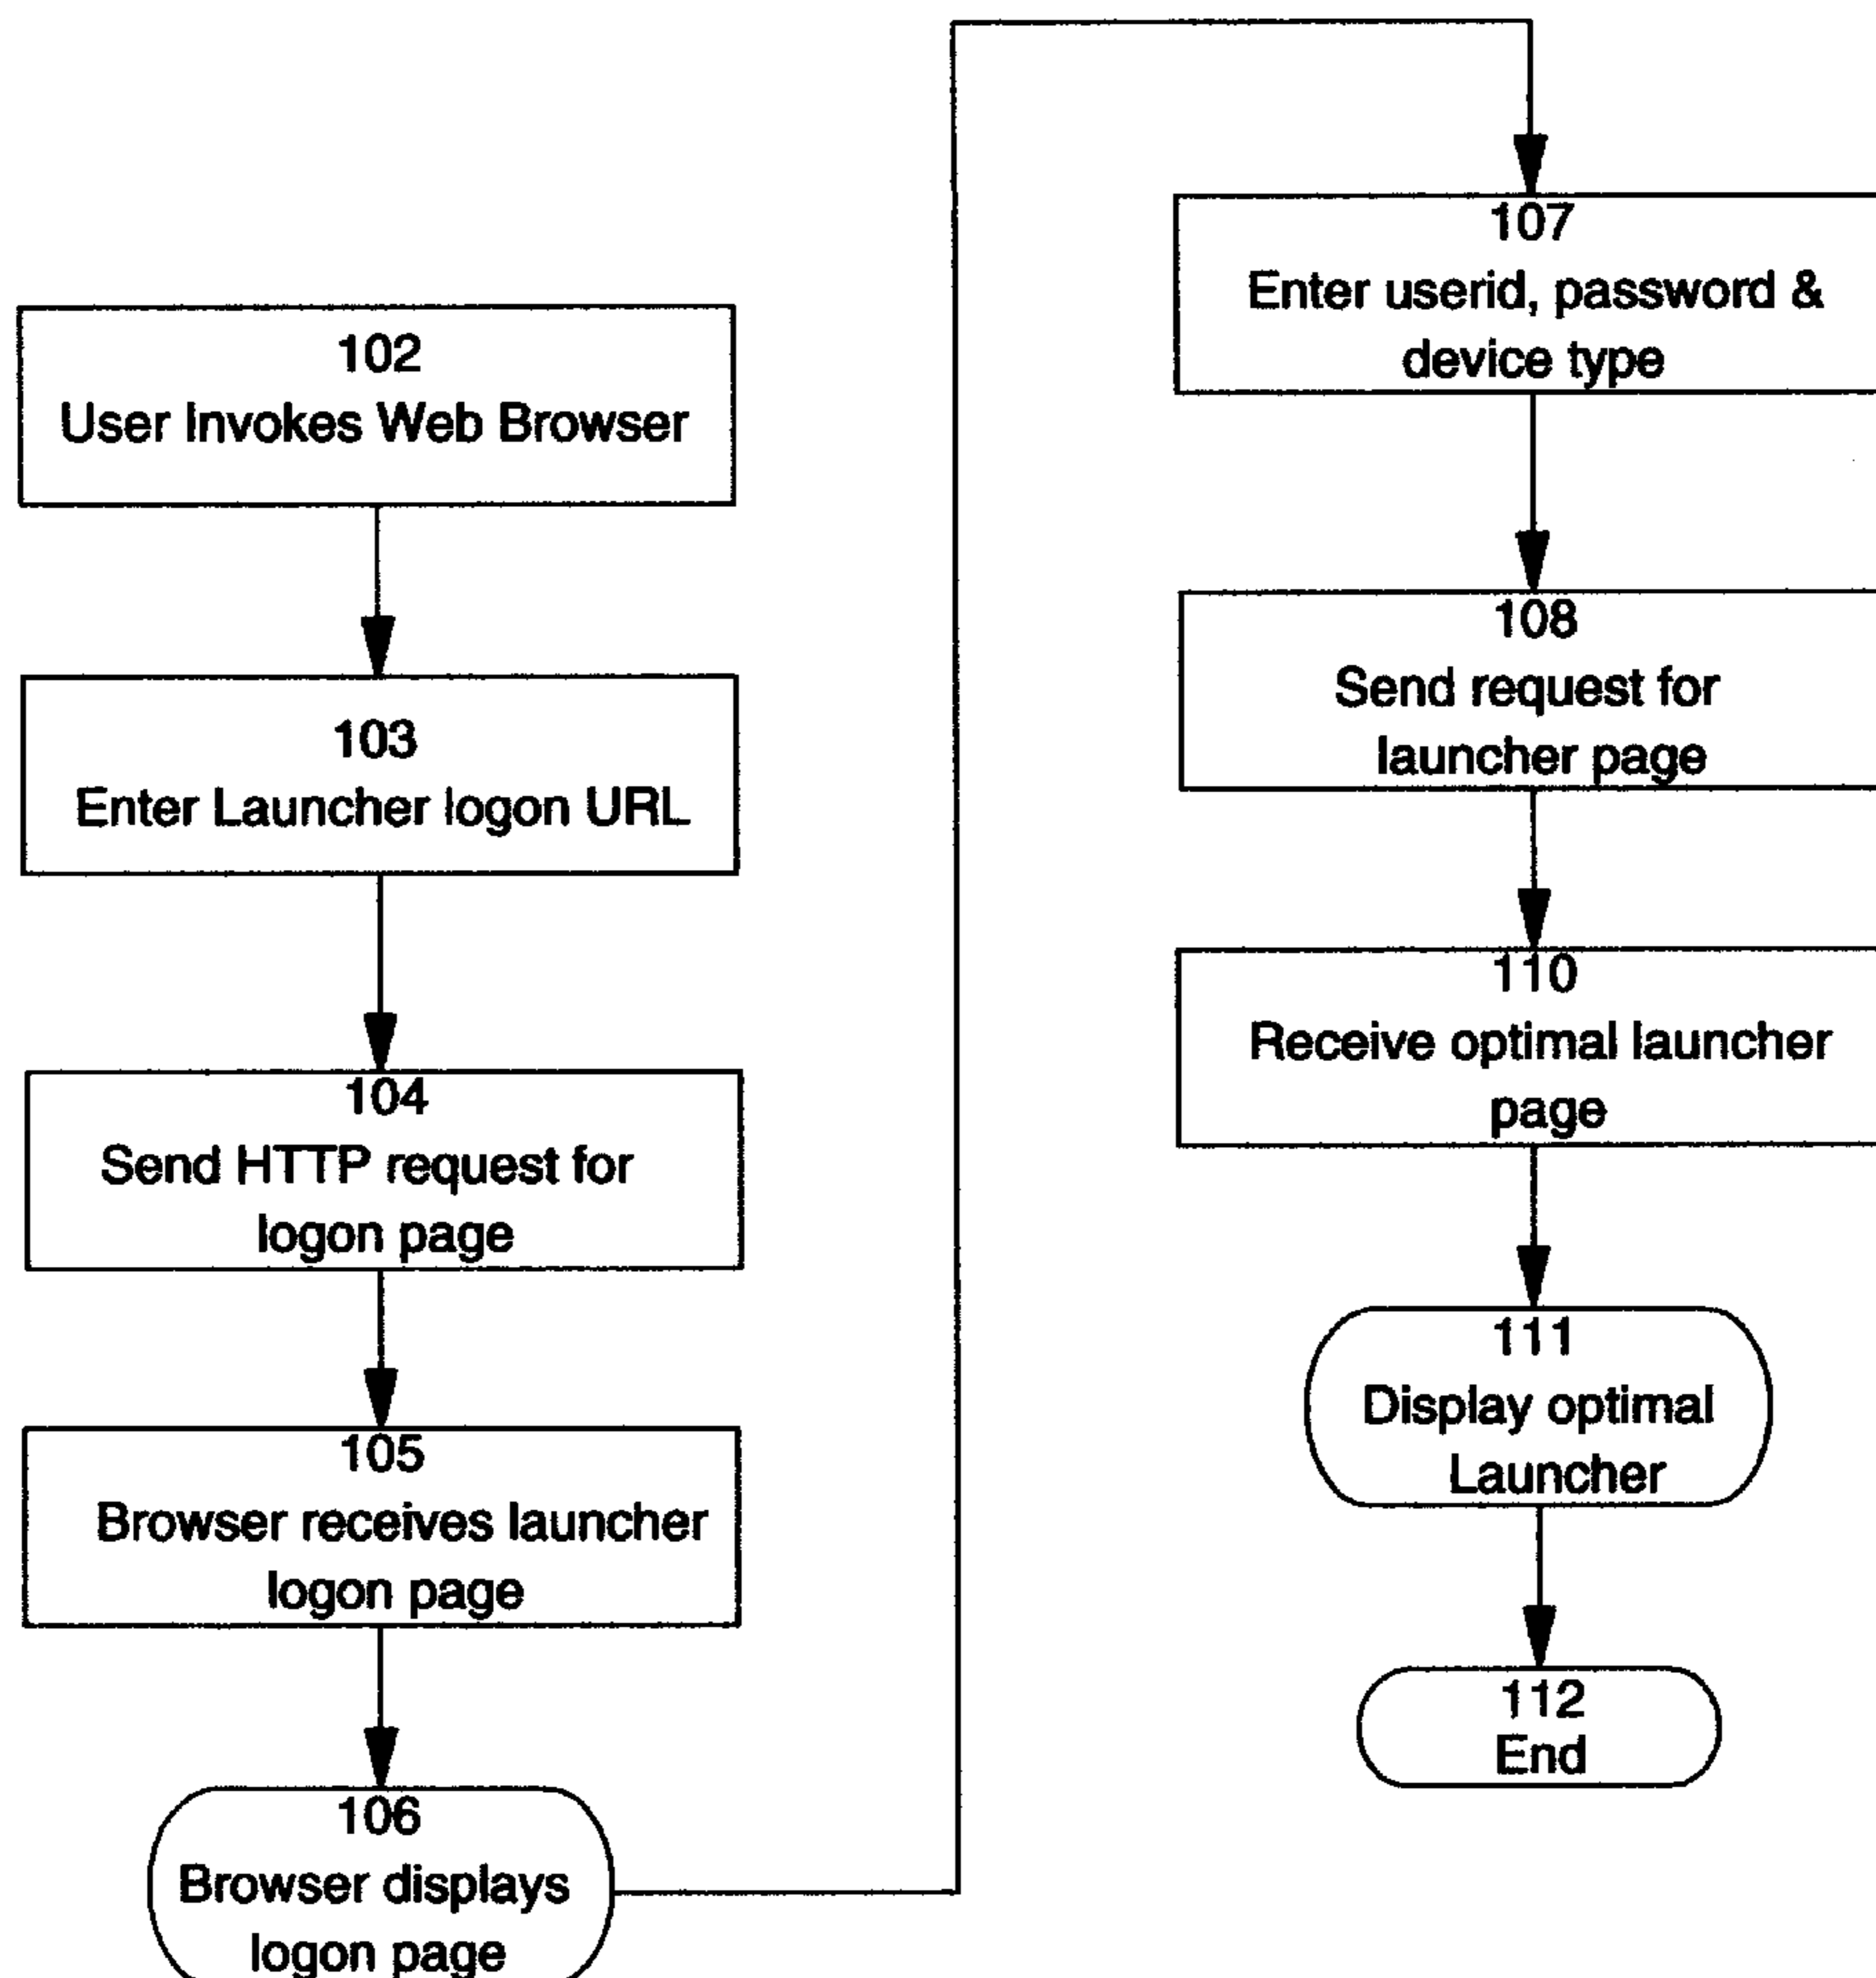 102
User Invokes Web Browser
103
Enter Launcher logon URL
104
Send HTTP request for
logon page
105
Browser receives launcher
logon page
106
Browser displays
logon page
107
Enter userid, password &
device type
108
Send request for
launcher page
110
Receive optimal launcher
page
111
Display optimal
Launcher
112
End